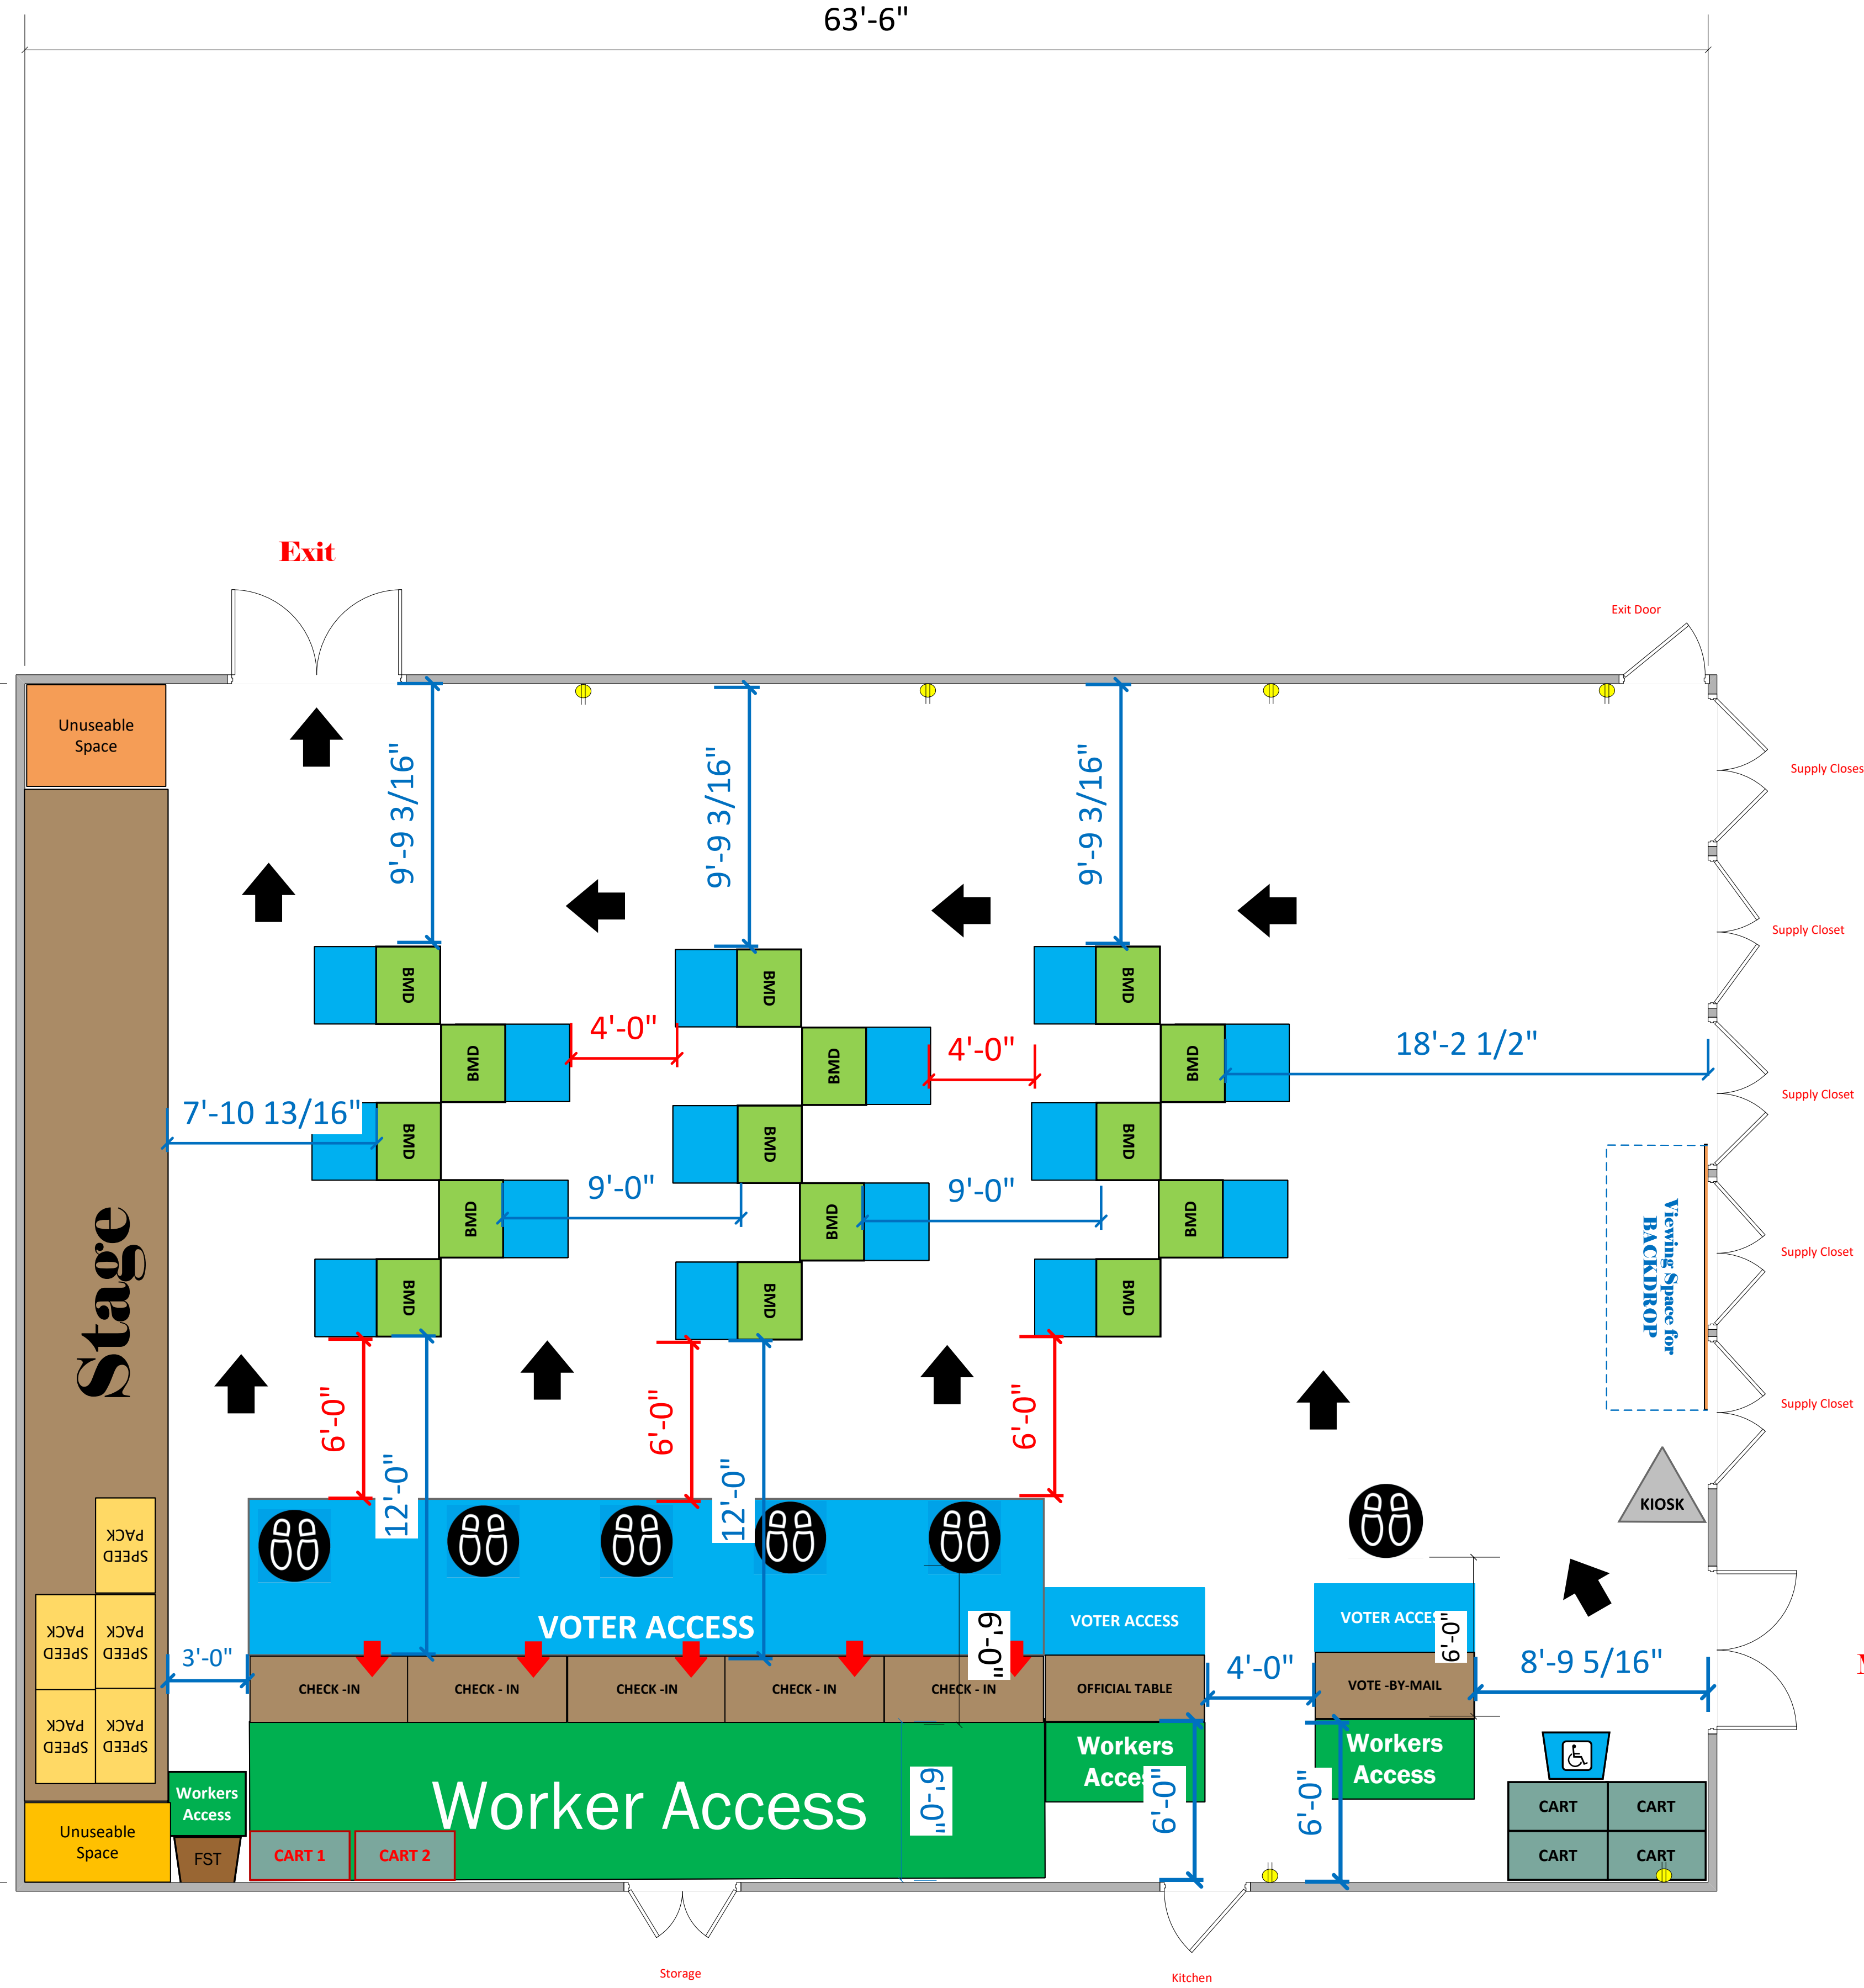 63'-6"
Exit
Exit Door
Unuseable
Space
9'-9 3/16"
9'-9 3/16"
9'-9 3/16"
Supply Closes
Supply Closet
BMD
BMD
BMD
4'-0"
4'-0"
18'-2 1/2"
BMD
BMD
BMD
Supply Closet
7'-10 13/16"
BMD
BMD
BMD
9'-0"
9'-0"
BMD
BMD
BMD
Viewing Space for
BACKDROP
Supply Closet
Stage
BMD
BMD
BMD
6'-0"
6'-0"
6'-0"
Supply Closet
12'-0"
12'-0"
KIOSK
SPEED
PACK
SPEED
PACK
SPEED
PACK
SPEED
PACK
SPEED
PACK
VOTER ACCESS
VOTER ACCESS
VOTER ACCESS
6'-0"
6'-0"
3'-0"
4'-0"
8'-9 5/16"
CHECK -IN
CHECK - IN
CHECK -IN
CHECK - IN
CHECK - IN
OFFICIAL TABLE
VOTE -BY-MAIL
Workers
Access
Worker Access
6'-0"
Workers
Access
6'-0"
6'-0"
Workers
Access
CART
CART
CART
CART
Unuseable
Space
FST
CART 1
CART 2
Storage
Kitchen